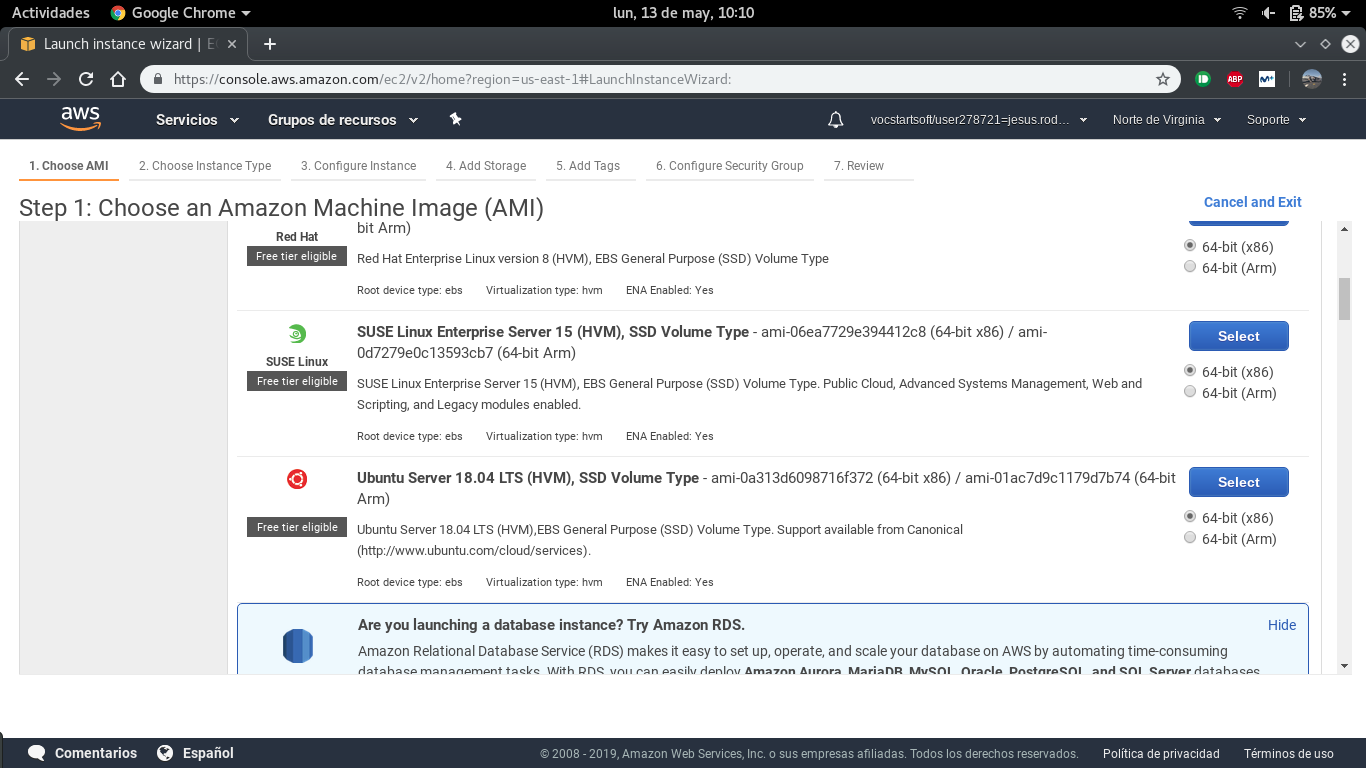 Actividades
Google Chrome
lun, 13 de may, 10:10
85%
Launch instance wizard | E
https://console.aws.amazon.com/ec2/v2/home?region=us-east-1#LaunchInstanceWizard:
ABP
M+
aws
Servicios
Grupos de recursos
vocstartsoft/user278721=jesus.rod...
Norte de Virginia
Soporte
1. Choose AMI
2. Choose Instance Type
3. Configure Instance
4. Add Storage
5. Add Tags
6. Configure Security Group
7. Review
Step 1: Choose an Amazon Machine Image (AMI)
Cancel and Exit
Red Hat
Free tier eligible
bit Arm)
Red Hat Enterprise Linux version 8 (HVM), EBS General Purpose (SSD) Volume Type
Root device type: ebs
Virtualization type: hvm
ENA Enabled: Yes
64-bit (x86)
64-bit (Arm)
SUSE Linux
Free tier eligible
SUSE Linux Enterprise Server 15 (HVM), SSD Volume Type - ami-06ea7729e394412c8 (64-bit x86) / ami-
0d7279e0c13593cb7 (64-bit Arm)
SUSE Linux Enterprise Server 15 (HVM), EBS General Purpose (SSD) Volume Type. Public Cloud, Advanced Systems Management, Web and
Scripting, and Legacy modules enabled.
Root device type: ebs
Virtualization type: hvm
ENA Enabled: Yes
Select
64-bit (x86)
64-bit (Arm)
Free tier eligible
Ubuntu Server 18.04 LTS (HVM), SSD Volume Type - ami-0a313d6098716f372 (64-bit x86) / ami-01ac7d9c1179d7b74 (64-bit
Arm)
Ubuntu Server 18.04 LTS (HVM),EBS General Purpose (SSD) Volume Type. Support available from Canonical
(http://www.ubuntu.com/cloud/services).
Root device type: ebs
Virtualization type: hvm
ENA Enabled: Yes
Select
64-bit (x86)
64-bit (Arm)
Are you launching a database instance? Try Amazon RDS.
Hide
Amazon Relational Database Service (RDS) makes it easy to set up, operate, and scale your database on AWS by automating time-consuming
database management tasks. With RDS, you can easily deploy Amazon Aurora, MariaDB, MySQL, Oracle, PostgreSQL, and SQL Server databases
Comentarios
Español
© 2008 - 2019, Amazon Web Services, Inc. o sus empresas afiliadas. Todos los derechos reservados.
Política de privacidad
Términos de uso